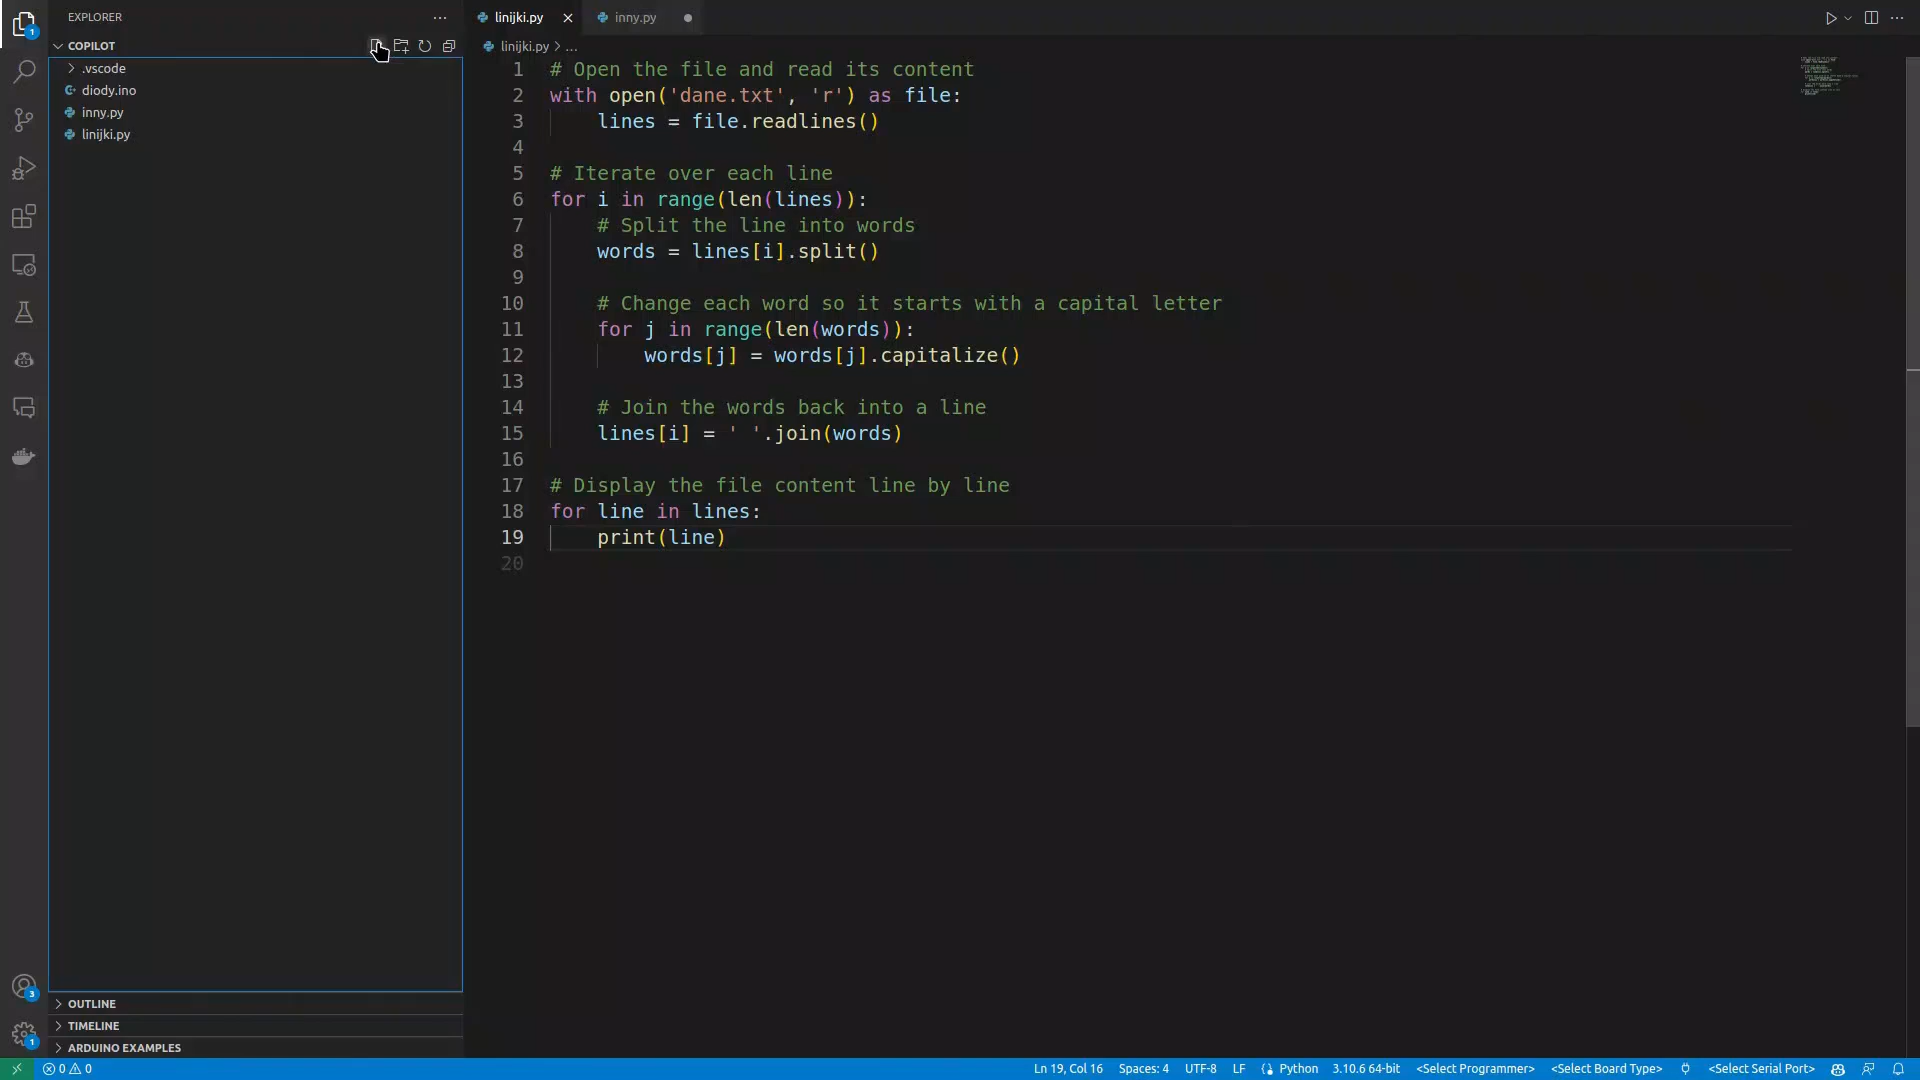 EXPLORER
COPILOT
.vscode
diody.ino
inny.py
linijki.py
OUTLINE
TIMELINE
ARDUINO EXAMPLES
1
3
1
linijki.py
inny.py
linijki.py > ...
1 # Open the file and read its content
2 with open('dane.txt', 'r') as file:
3 lines = file.readlines()
4
5 # Iterate over each line
6 for i in range(len(lines)):
7 # Split the line into words
8 words = lines[i].split()
9
10 # Change each word so it starts with a capital letter
11 for j in range(len(words)):
12 words[j] = words[j].capitalize()
13
14 # Join the words back into a line
15 lines[i] = ' '.join(words)
16
17 # Display the file content line by line
18 for line in lines:
19 print(line)
20
0 0 Ln 19, Col 16 Spaces: 4 UTF-8 LF Python 3.10.6 64-bit <Select Programmer> <Select Board Type> <Select Serial Port>